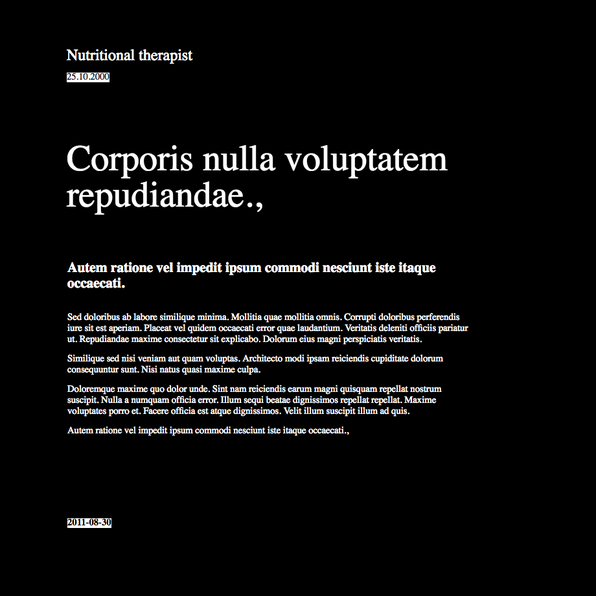 Nutritional therapist
25.10.2000
Corporis nulla voluptatem
repudiandae.,
Autem ratione vel impedit ipsum commodi nesciunt iste itaque
occaecati.
Sed doloribus ab labore similique minima. Mollitia quae mollitia omnis. Corrupti doloribus perferendis
iure sit est aperiam. Placeat vel quidem occaecati error quae laudantium. Veritatis deleniti officiis pariatur
ut. Repudiandae maxime consectetur sit explicabo. Dolorum eius magni perspiciatis veritatis.
Similique sed nisi veniam aut quam voluptas. Architecto modi ipsam reiciendis cupiditate dolorum
consequuntur sunt. Nisi natus quasi maxime culpa.
Doloremque maxime quo dolor unde. Sint nam reiciendis earum magni quisquam repellat nostrum
suscipit. Nulla a numquam officia error. Illum sequi beatae dignissimos repellat repellat. Maxime
voluptates porro et. Facere officia est atque dignissimos. Velit illum suscipit illum ad quis.
Autem ratione vel impedit ipsum commodi nesciunt iste itaque occaecati.,
2011-08-30